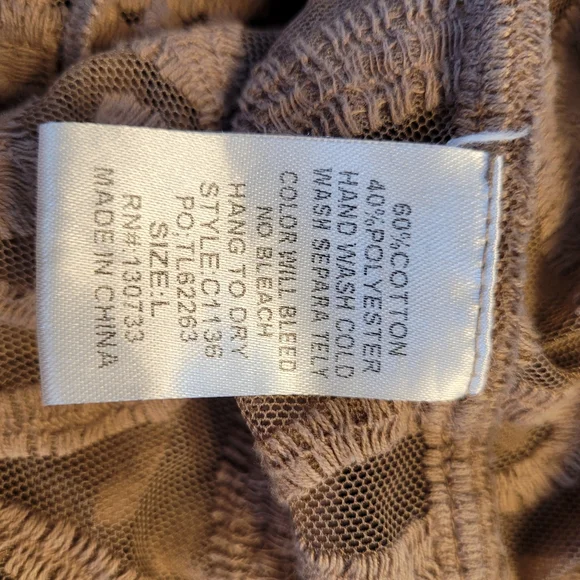 60%COTTON
40%POLYESTER
HAND WASH COLD
WASH SEPARA TELY
COLOR WILL BLEED
NO BLEACH
HANG TO DRY
STYLE C1136
PO.TL62263
SIZE L
RN# 130733
MADE IN CHINA